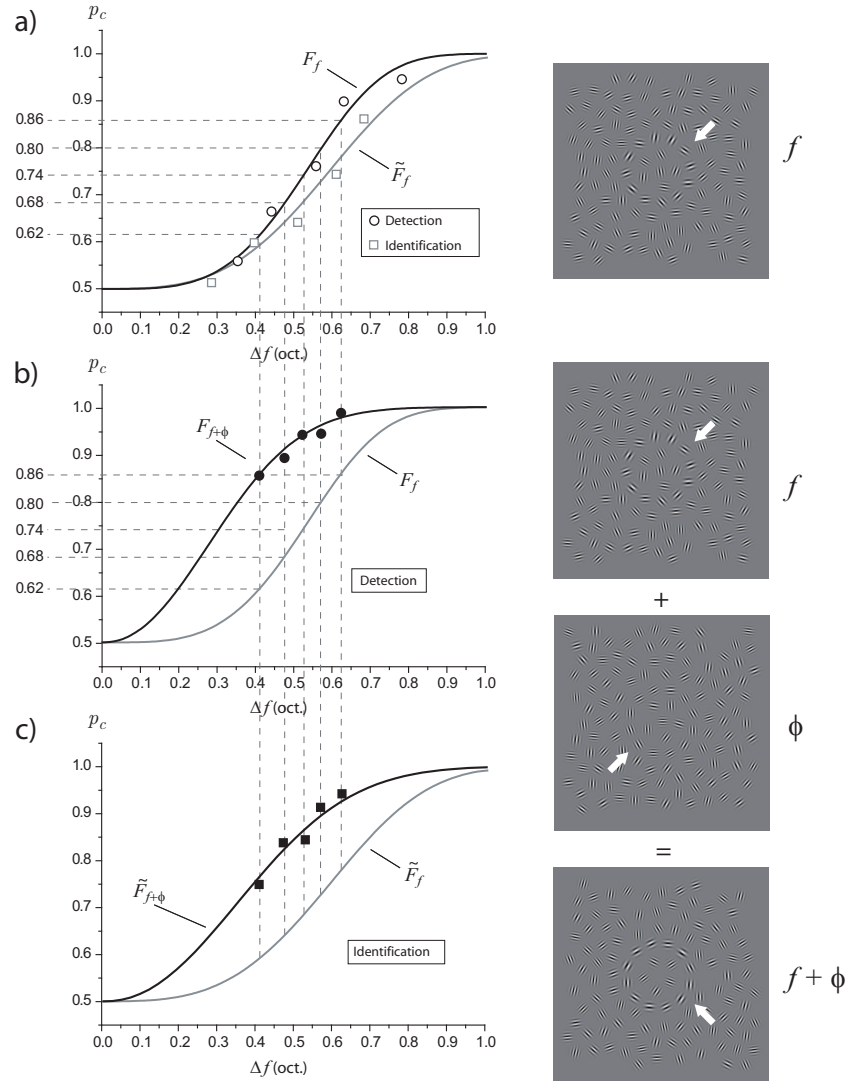 a)
p_c
1.0
0.9
0.86
0.80
0.8
0.74
0.7
0.68
0.62
0.6
0.5
F_f
F̃_f
Detection
Identification
0.0 0.1 0.2 0.3 0.4 0.5 0.6 0.7 0.8 0.9 1.0
Δf (oct.)
f
b)
p_c
1.0
0.9
0.86
0.80
0.8
0.74
0.7
0.68
0.62
0.6
0.5
F_f+ϕ
F_f
Detection
0.0 0.1 0.2 0.3 0.4 0.5 0.6 0.7 0.8 0.9 1.0
Δf (oct.)
f
+
ϕ
=
f + ϕ
c)
p_c
1.0
0.9
0.8
0.7
0.6
0.5
F̃_f+ϕ
F̃_f
Identification
0.0 0.1 0.2 0.3 0.4 0.5 0.6 0.7 0.8 0.9 1.0
Δf (oct.)